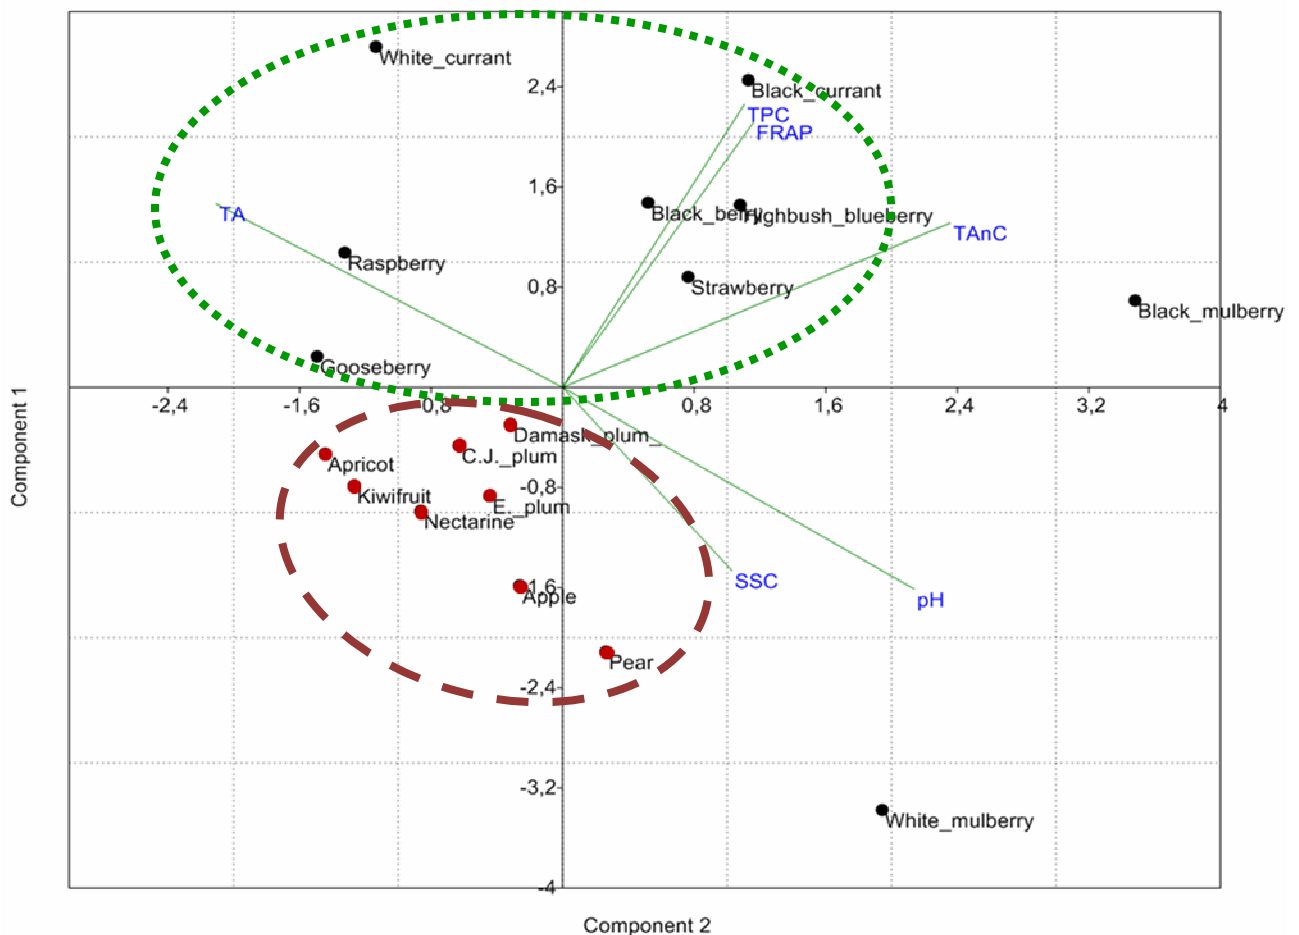 White_currant
2,4
Black_currant
TPC
FRAP
1,6
Black_berry
Highbush_blueberry
TA
TAnC
Raspberry
0,8
Strawberry
Black_mulberry
Gooseberry
-2,4
-1,6
-0,8
0,8
1,6
2,4
3,2
4
Component 1
Damask_plum_
C.J._plum
Apricot
-0,8
Kiwifruit
E._plum
Nectarine
-1,6
SSC
Apple
pH
Pear
-2,4
-3,2
White_mulberry
-4
Component 2